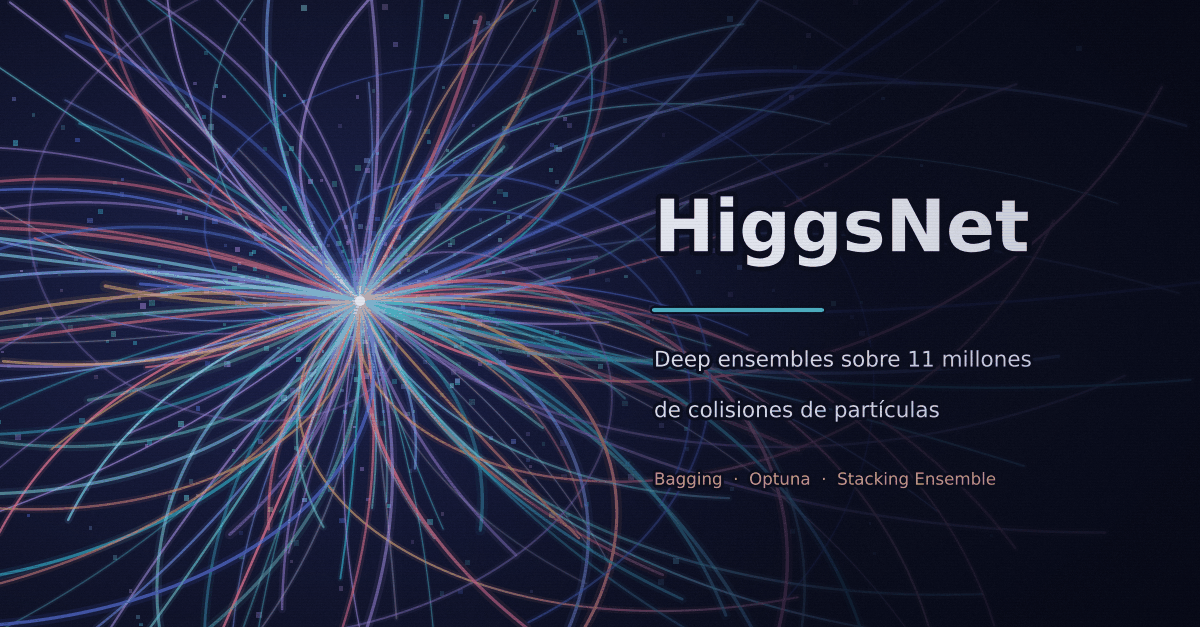 HiggsNet
Deep ensembles sobre 11 millones
de colisiones de partículas
Bagging · Optuna · Stacking Ensemble